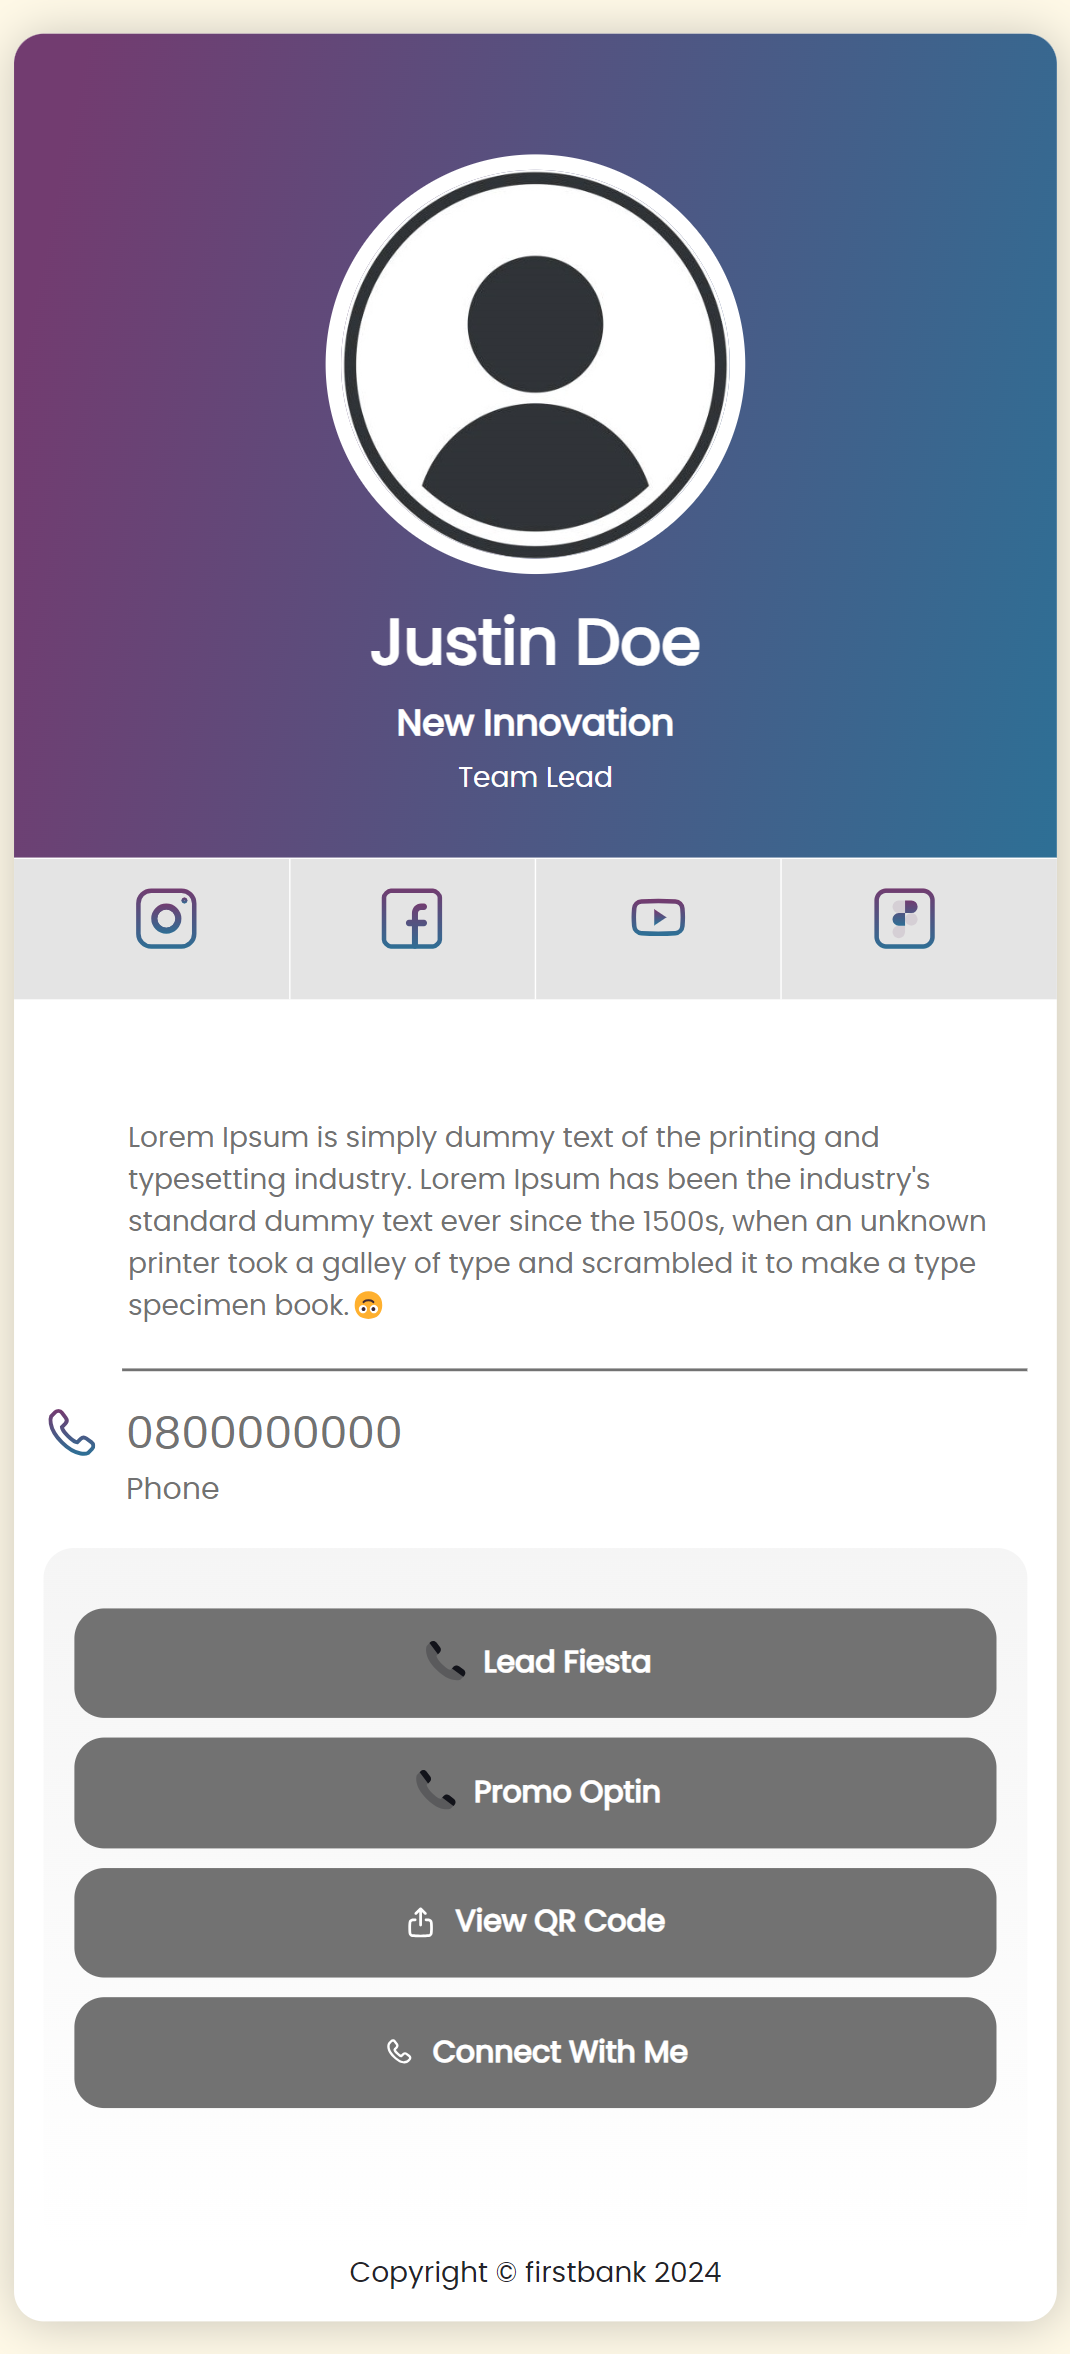 Justin Doe
New Innovation
Team Lead
Lorem Ipsum is simply dummy text of the printing and
typesetting industry. Lorem Ipsum has been the industry's
standard dummy text ever since the 1500s, when an unknown
printer took a galley of type and scrambled it to make a type
specimen book. 🙃
0800000000
Phone
Lead Fiesta
Promo Optin
View QR Code
Connect With Me
Copyright © firstbank 2024